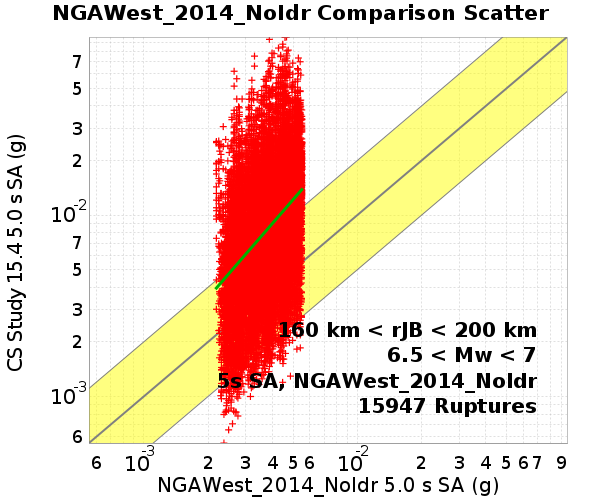 NGAWest_2014_NoIdr Comparison Scatter
CS Study 15.4 5.0 s SA (g)
7
5
3
2
10-2
7
5
3
2
10-3
6
160 km < rJB < 200 km
6.5 < Mw < 7
5s SA, NGAWest_2014_NoIdr
15947 Ruptures
6 10-3 2 3 4 5 6 10-2 2 3 4 5 6 7 9
NGAWest_2014_NoIdr 5.0 s SA (g)